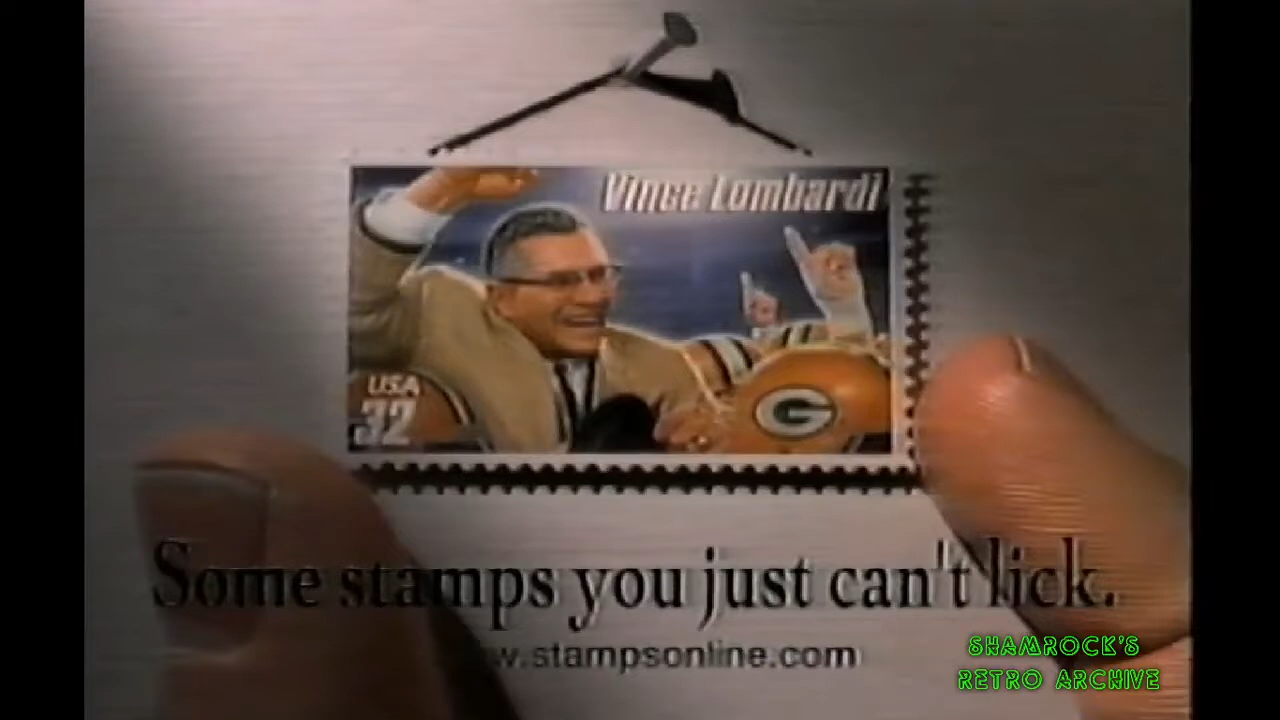 Vince Lombardi
USA
32
G
Some stamps you just can't lick.
w.stampsonline.com
SHAMROCK'S
RETRO ARCHIVE